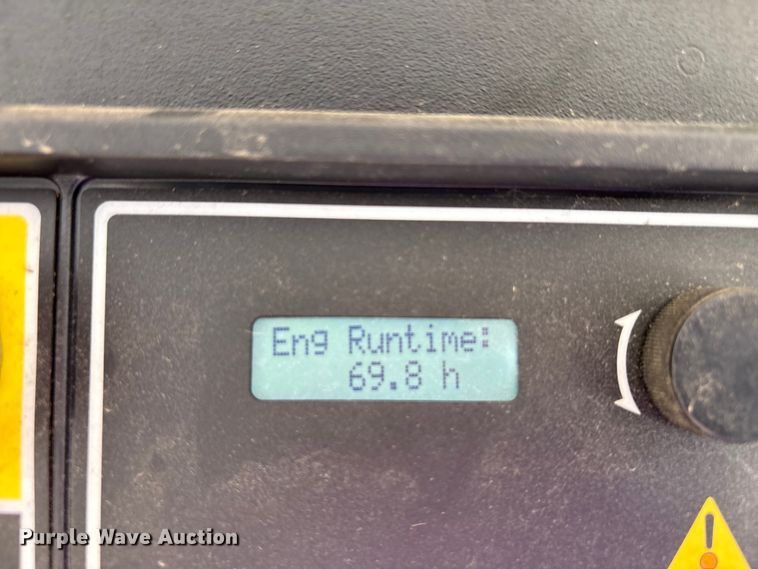 Eng Runtime:
69.8 h
Purple Wave Auction